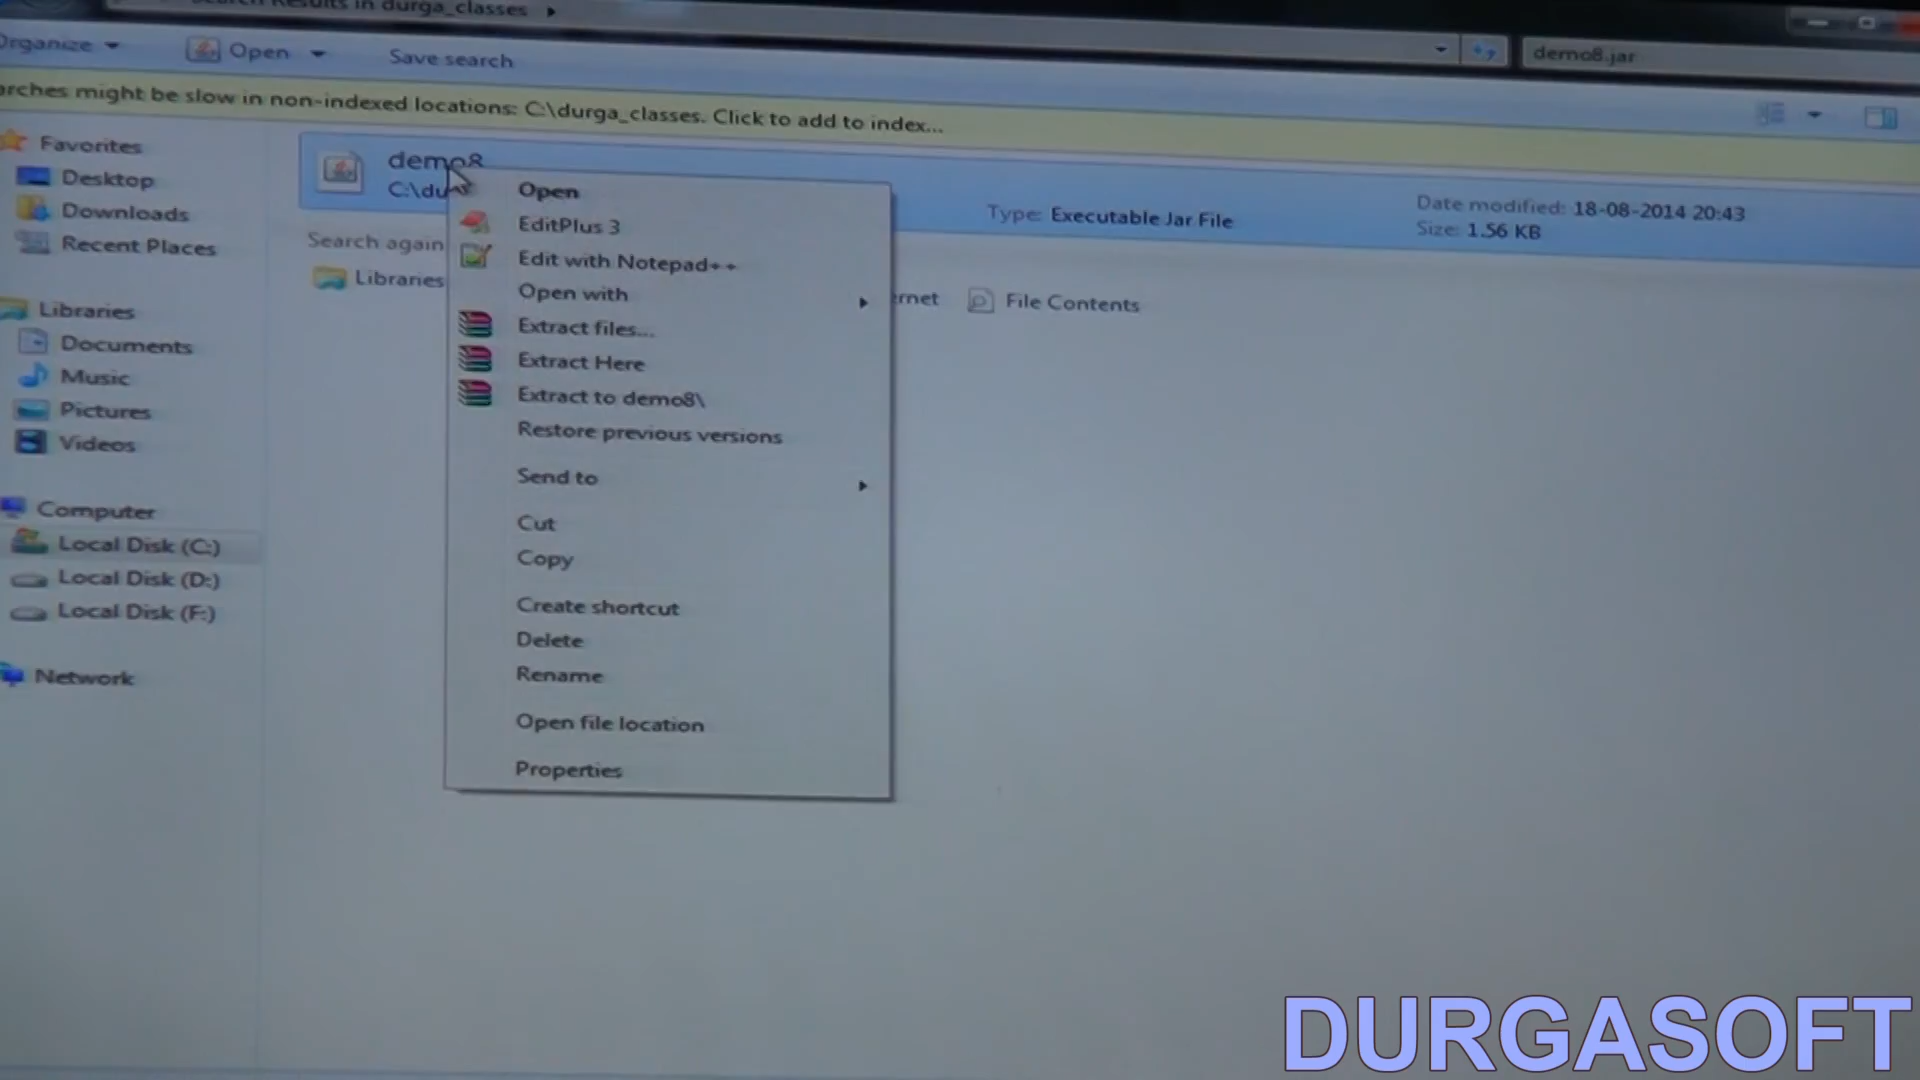 Search Results in durga_classes
Organize
Open
Save search
demo8.jar
arches might be slow in non-indexed locations: C:\durga_classes. Click to add to index...
Favorites
Desktop
Downloads
Recent Places
Libraries
Documents
Music
Pictures
Videos
Computer
Local Disk (C:)
Local Disk (D:)
Local Disk (F:)
Network
demo8
C:\du
Type: Executable Jar File
Date modified: 18-08-2014 20:43
Size: 1.56 KB
Search again
Libraries
ernet
File Contents
Open
EditPlus 3
Edit with Notepad++
Open with
Extract files...
Extract Here
Extract to demo8\
Restore previous versions
Send to
Cut
Copy
Create shortcut
Delete
Rename
Open file location
Properties
DURGASOFT